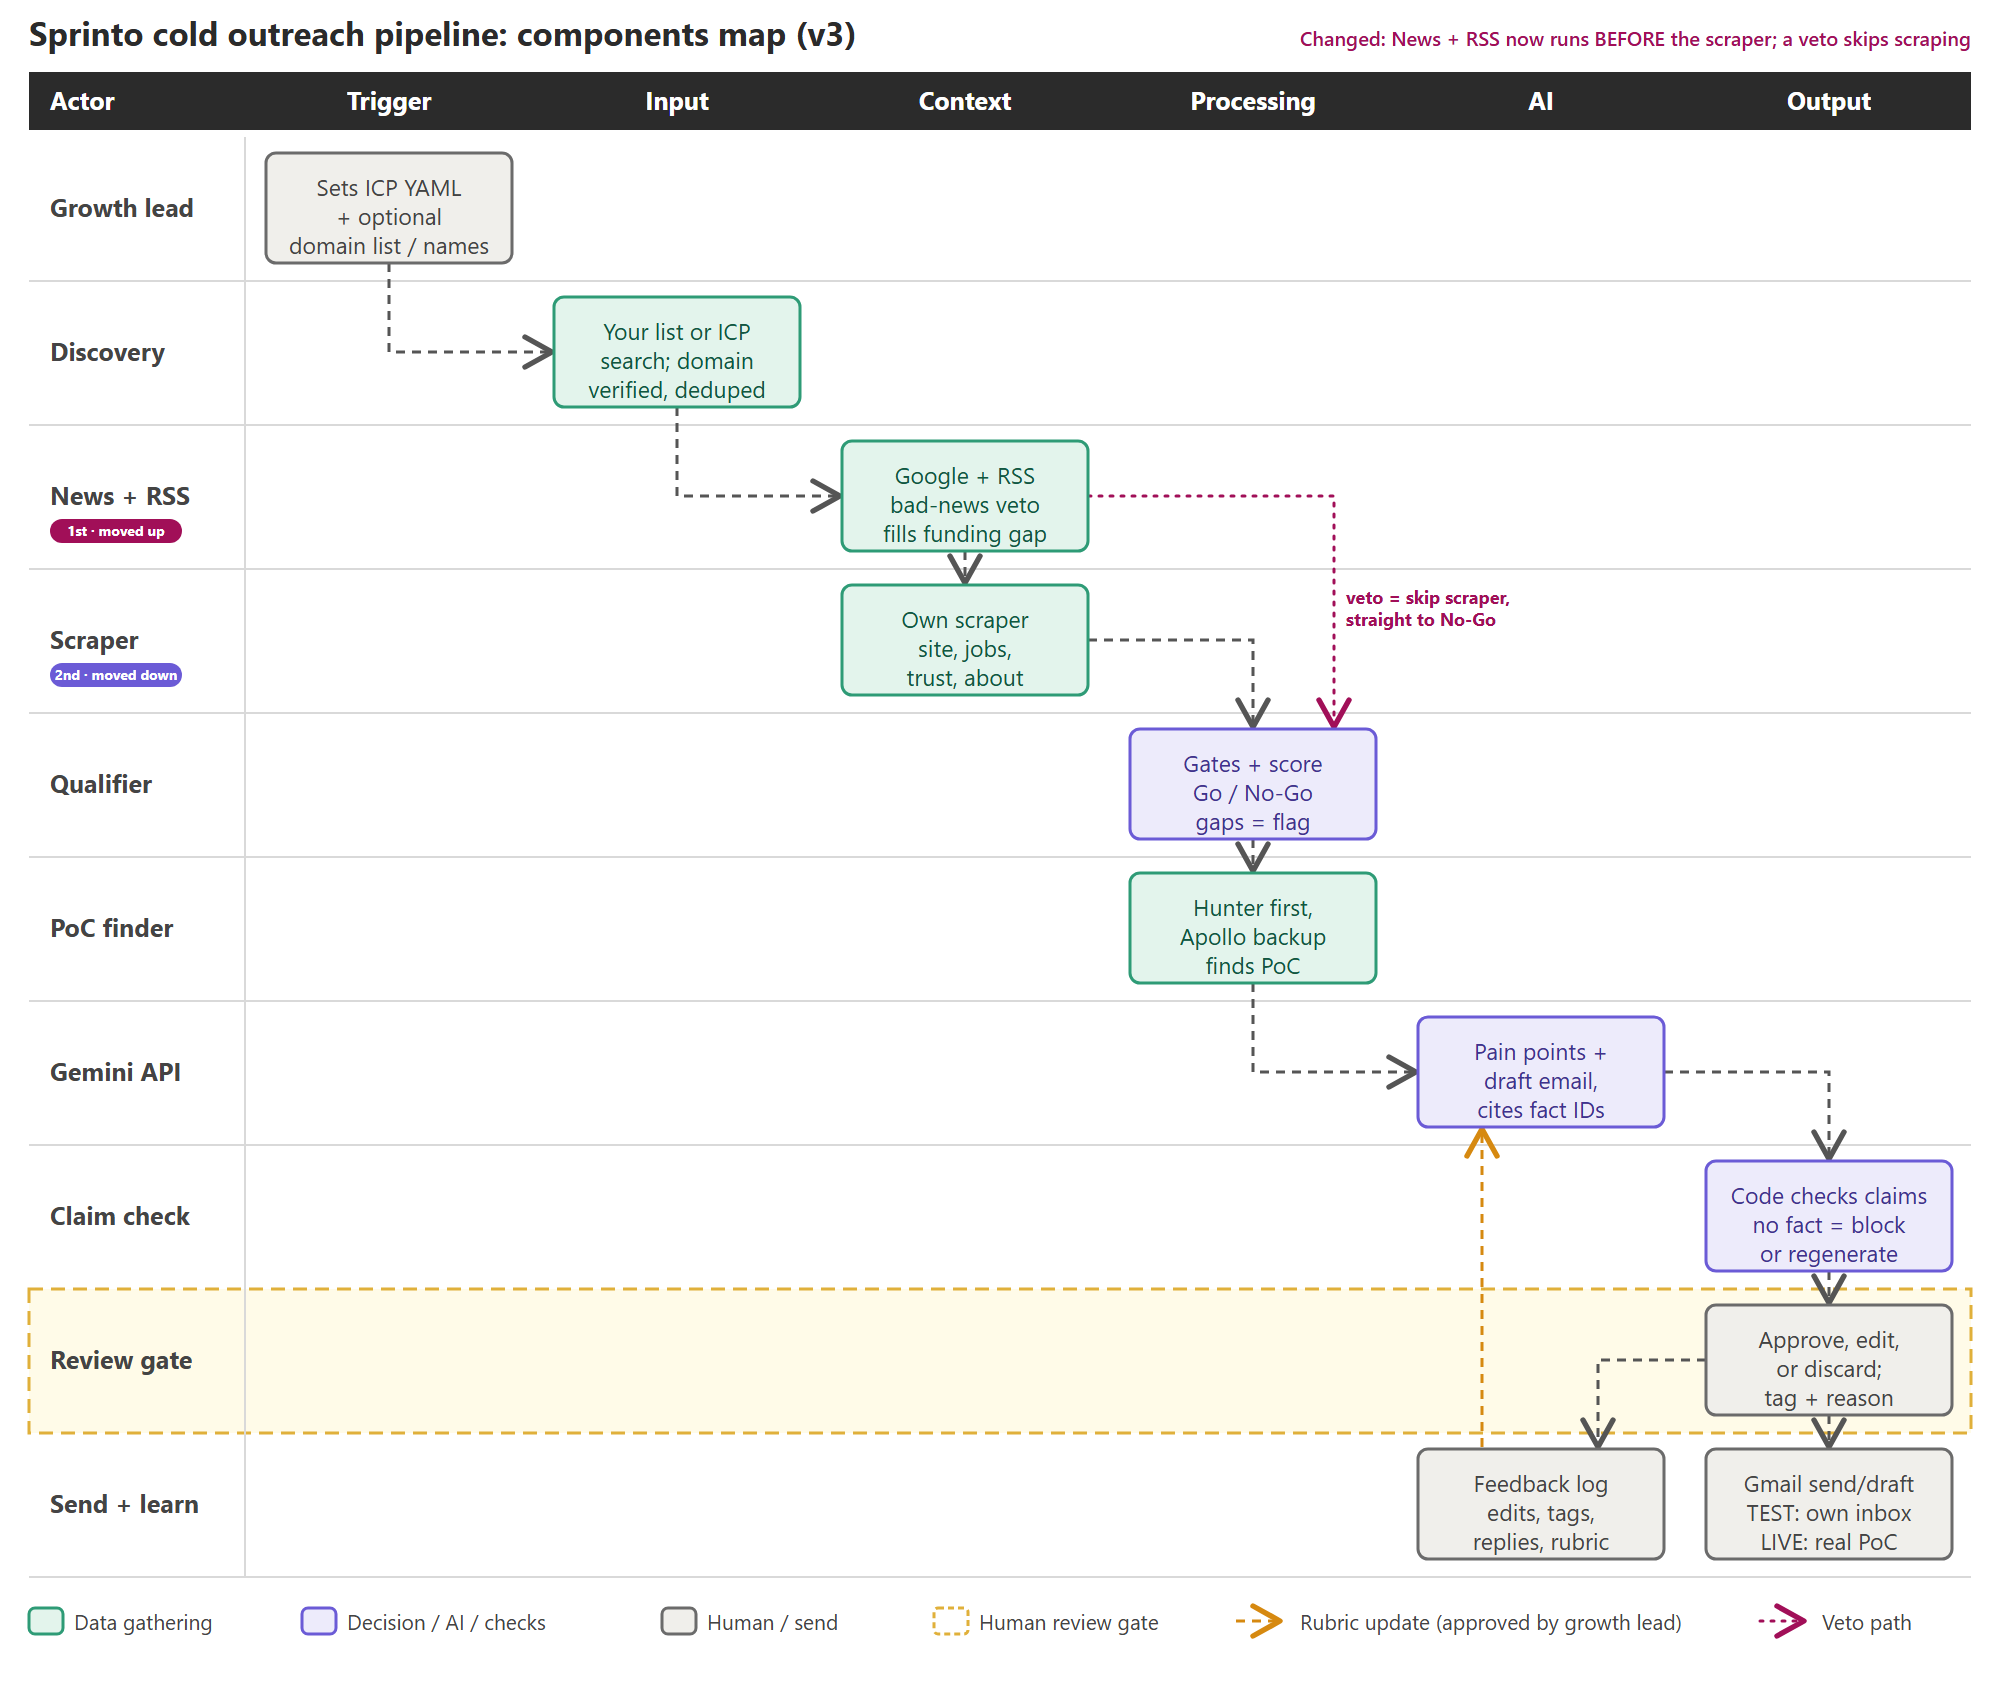 Sprinto cold outreach pipeline: components map (v3)
Changed: News + RSS now runs BEFORE the scraper; a veto skips scraping
Actor
Trigger
Input
Context
Processing
AI
Output
Growth lead
Sets ICP YAML
+ optional
domain list / names
Discovery
Your list or ICP
search; domain
verified, deduped
News + RSS
1st · moved up
Google + RSS
bad-news veto
fills funding gap
Scraper
2nd · moved down
Own scraper
site, jobs,
trust, about
veto = skip scraper,
straight to No-Go
Qualifier
Gates + score
Go / No-Go
gaps = flag
PoC finder
Hunter first,
Apollo backup
finds PoC
Gemini API
Pain points +
draft email,
cites fact IDs
Claim check
Code checks claims
no fact = block
or regenerate
Review gate
Approve, edit,
or discard;
tag + reason
Send + learn
Feedback log
edits, tags,
replies, rubric
Gmail send/draft
TEST: own inbox
LIVE: real PoC
Data gathering
Decision / AI / checks
Human / send
Human review gate
Rubric update (approved by growth lead)
Veto path